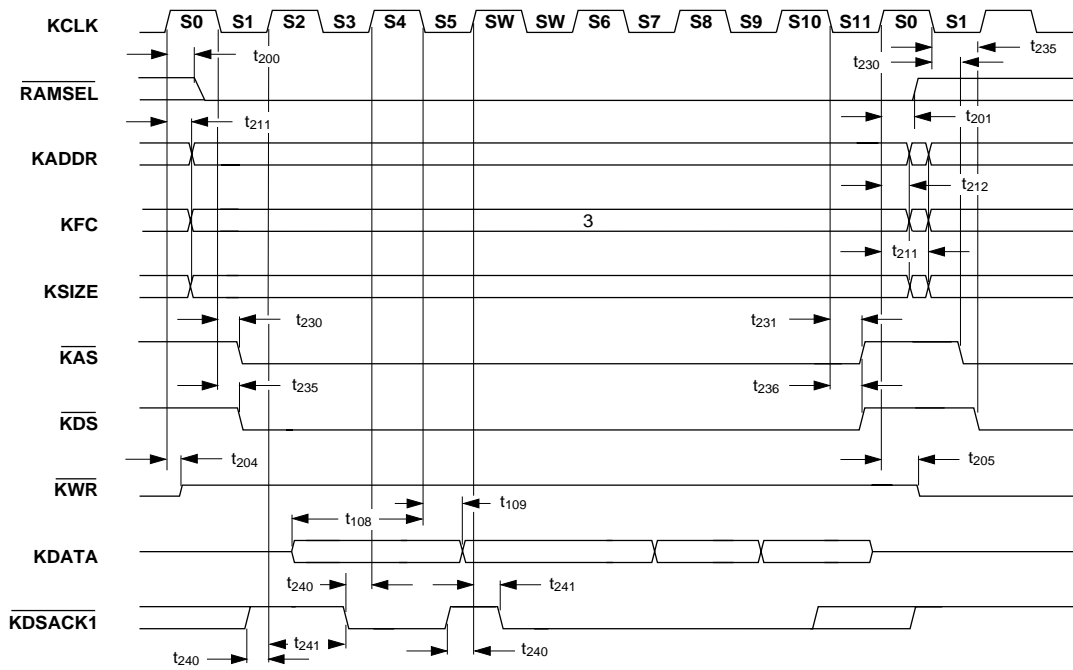 KCLK S0 S1 S2 S3 S4 S5 SW SW S6 S7 S8 S9 S10 S11 S0 S1
t200 t230 t235
RAMSEL
t211 t201
KADDR
t212
KFC 3
t211
KSIZE
t230 t231
KAS
t235 t236
KDS
t204 t205
KWR
t108 t109
KDATA
t240 t241
KDSACK1
t240 t241 t240